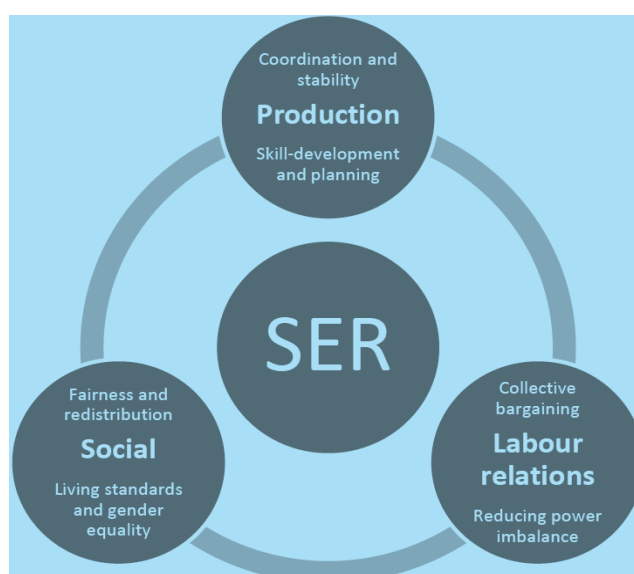 Coordination and
stability
Production
Skill-development
and planning
SER
Fairness and
redistribution
Social
Living standards
and gender
equality
Collective
bargaining
Labour
relations
Reducing power
imbalance